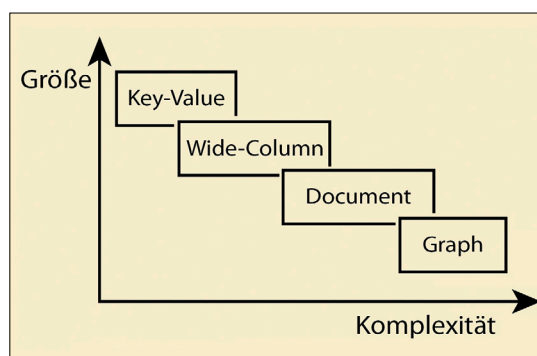 Größe
Key-Value
Wide-Column
Document
Graph
Komplexität